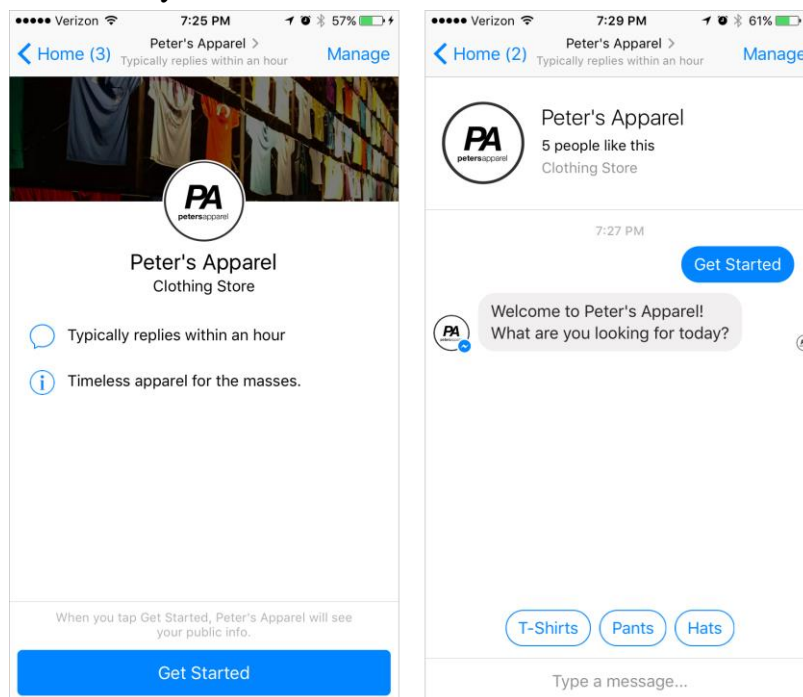 Verizon 7:25 PM 57%
Home (3) Peter's Apparel > Manage
Typically replies within an hour
PA
petersapparel
Peter's Apparel
Clothing Store
Typically replies within an hour
Timeless apparel for the masses.
When you tap Get Started, Peter's Apparel will see
your public info.
Get Started
Verizon 7:29 PM 61%
Home (2) Peter's Apparel > Manage
Typically replies within an hour
PA
petersapparel
Peter's Apparel
5 people like this
Clothing Store
7:27 PM
Get Started
PA
Welcome to Peter's Apparel!
What are you looking for today?
T-Shirts Pants Hats
Type a message...